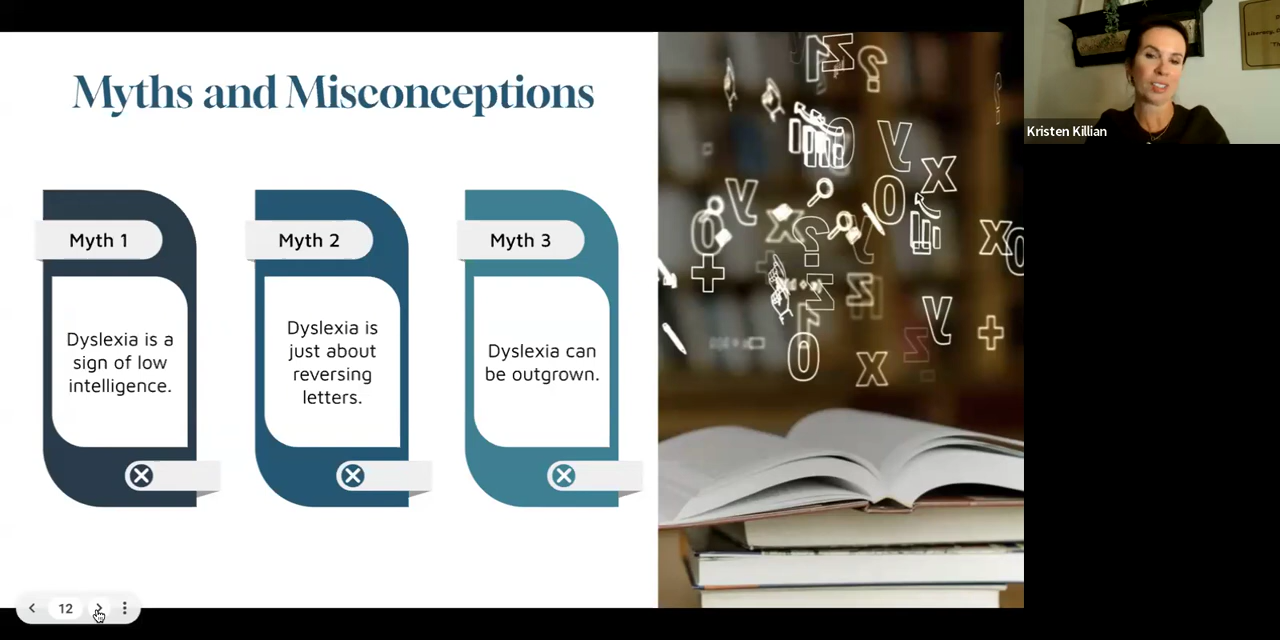 Myths and Misconceptions
Myth 1
Dyslexia is a
sign of low
intelligence.
Myth 2
Dyslexia is
just about
reversing
letters.
Myth 3
Dyslexia can
be outgrown.
12
Kristen Killian
Literacy,